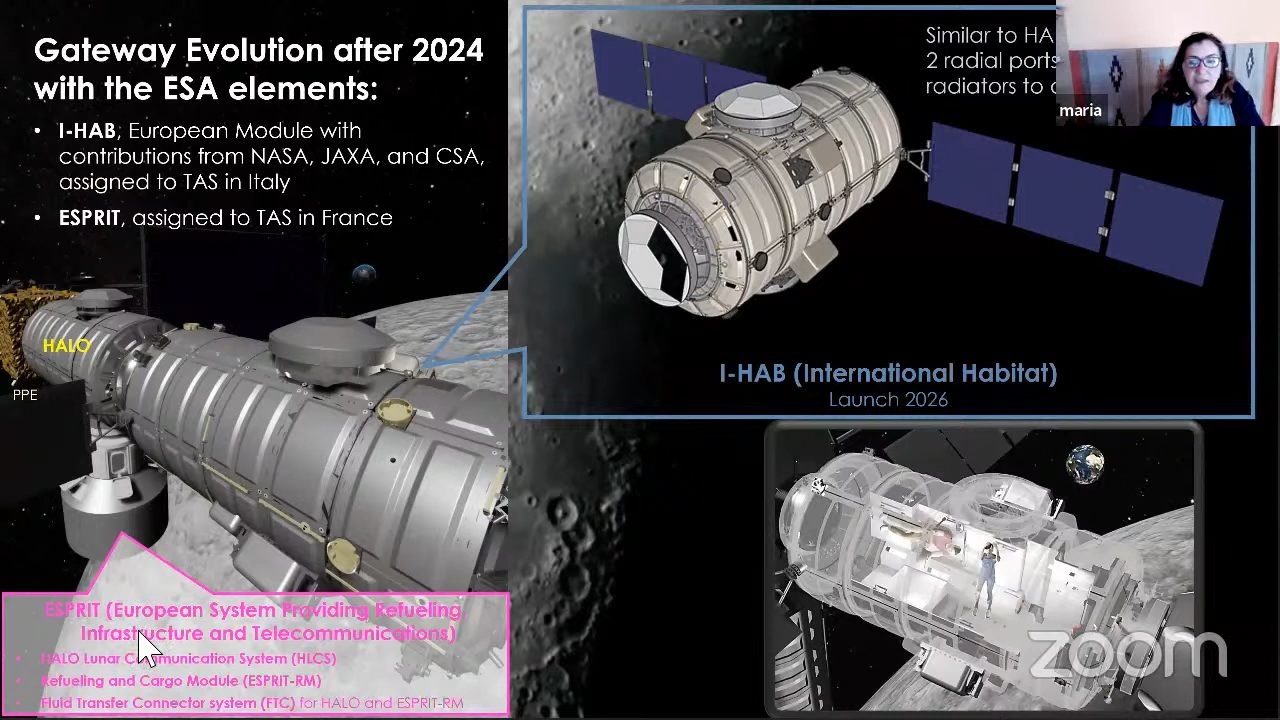 Gateway Evolution after 2024
with the ESA elements:
• I-HAB, European Module with
contributions from NASA, JAXA, and CSA,
assigned to TAS in Italy
• ESPRIT, assigned to TAS in France
HALO
PPE
Similar to HA
2 radial ports
radiators to
maria
I-HAB (International Habitat)
Launch 2026
ESPRIT (European System Providing Refueling
Infrastructure and Telecommunications)
• HALO Lunar Communication System (HLCS)
• Refueling and Cargo Module (ESPRIT-RM)
• Fluid Transfer Connector system (FTC) for HALO and ESPRIT-RM
zoom